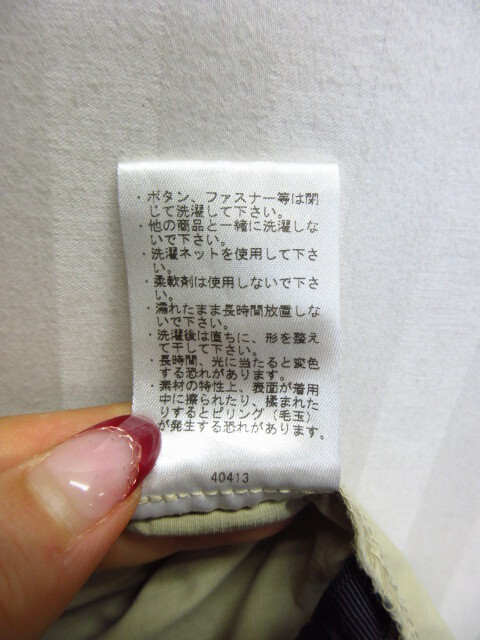 ・ボタン、ファスナー等は閉
じて洗濯して下さい。
・他の商品と一緒に洗濯しな
いで下さい。
・洗濯ネットを使用して下さ
い。
・柔軟剤は使用しないで下さ
い。
・濡れたまま長時間放置しな
いで下さい。
・洗濯後は直ちに、形を整え
て干して下さい。
・長時間、光に当たると変色
する恐れがあります。
・素材の特性上、表面が着用
中に擦られたり、揉まれた
りするとピリング(毛玉)
が発生する恐れがあります。
40413